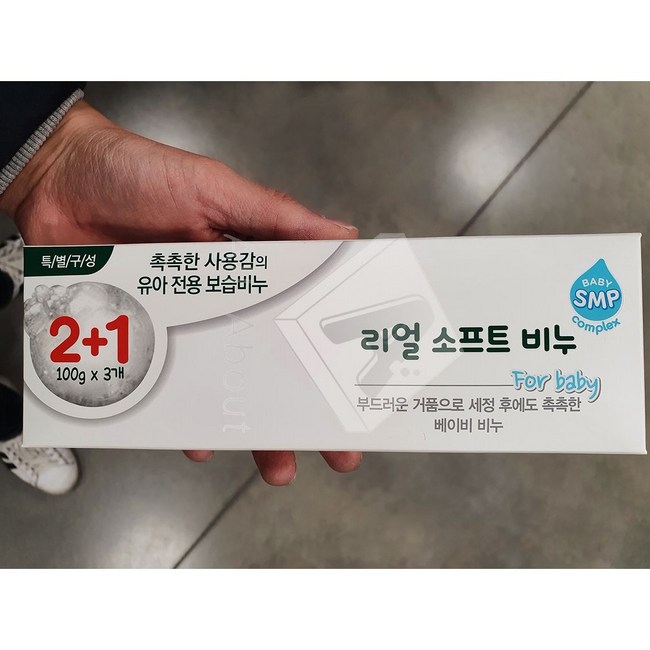 특/별/구/성
촉촉한 사용감의
유아 전용 보습비누
2+1
100g x 3개
BABY
SMP
complex
리얼 소프트 비누
For baby
부드러운 거품으로 세정 후에도 촉촉한
베이비 비누
About